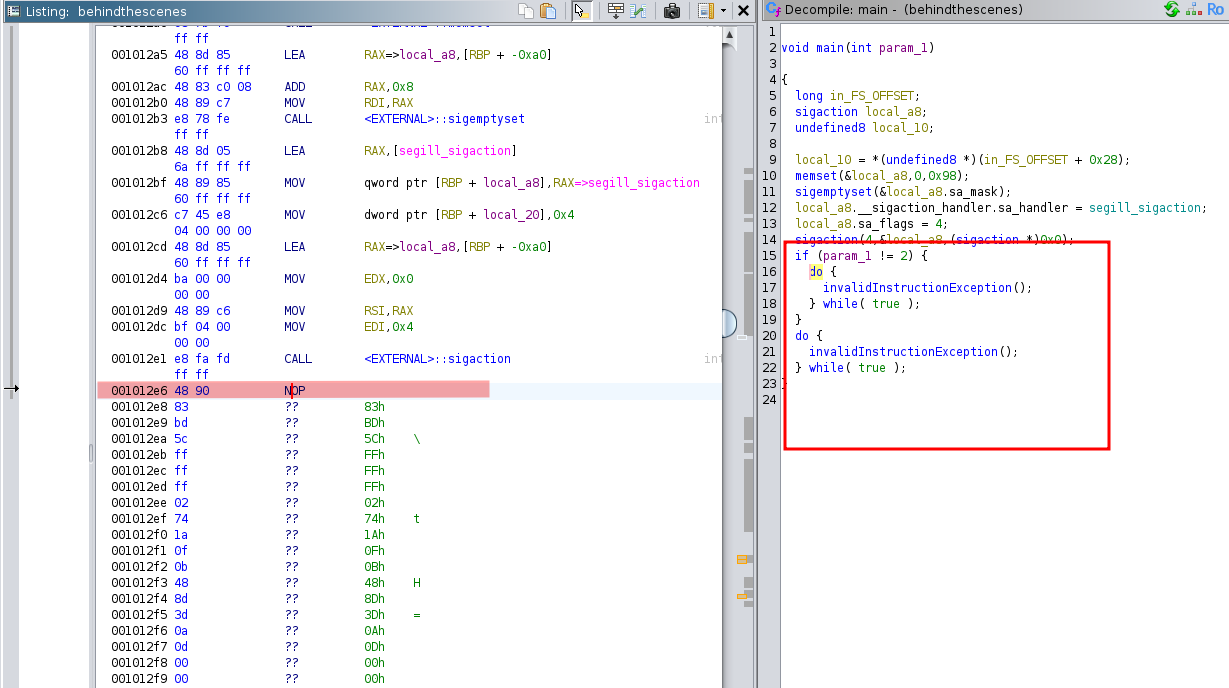 Listing: behindthescenes
ff ff
001012a5 48 8d 85 LEA RAX=>local_a8,[RBP + -0xa0]
60 ff ff ff
001012ac 48 83 c0 08 ADD RAX,0x8
001012b0 48 89 c7 MOV RDI,RAX
001012b3 e8 78 fe CALL <EXTERNAL>::sigemptyset int
ff ff
001012b8 48 8d 05 LEA RAX,[segill_sigaction]
6a ff ff ff
001012bf 48 89 85 MOV qword ptr [RBP + local_a8],RAX=>segill_sigaction
60 ff ff ff
001012c6 c7 45 e8 MOV dword ptr [RBP + local_20],0x4
04 00 00 00
001012cd 48 8d 85 LEA RAX=>local_a8,[RBP + -0xa0]
60 ff ff ff
001012d4 ba 00 00 MOV EDX,0x0
00 00
001012d9 48 89 c6 MOV RSI,RAX
001012dc bf 04 00 MOV EDI,0x4
00 00
001012e1 e8 fa fd CALL <EXTERNAL>::sigaction int
ff ff
001012e6 48 90 NOP
001012e8 83 ?? 83h
001012e9 bd ?? BDh
001012ea 5c ?? 5Ch \
001012eb ff ?? FFh
001012ec ff ?? FFh
001012ed ff ?? FFh
001012ee 02 ?? 02h
001012ef 74 ?? 74h t
001012f0 1a ?? 1Ah
001012f1 0f ?? 0Fh
001012f2 0b ?? 0Bh
001012f3 48 ?? 48h H
001012f4 8d ?? 8Dh
001012f5 3d ?? 3Dh =
001012f6 0a ?? 0Ah
001012f7 0d ?? 0Dh
001012f8 00 ?? 00h
001012f9 00 ?? 00h
Decompile: main - (behindthescenes) Ro
1
2 void main(int param_1)
3
4 {
5 long in_FS_OFFSET;
6 sigaction local_a8;
7 undefined8 local_10;
8
9 local_10 = *(undefined8 *)(in_FS_OFFSET + 0x28);
10 memset(&local_a8,0,0x98);
11 sigemptyset(&local_a8.sa_mask);
12 local_a8.__sigaction_handler.sa_handler = segill_sigaction;
13 local_a8.sa_flags = 4;
14 sigaction(4,&local_a8,(sigaction *)0x0);
15 if (param_1 != 2) {
16 do {
17 invalidInstructionException();
18 } while( true );
19 }
20 do {
21 invalidInstructionException();
22 } while( true );
23 }
24